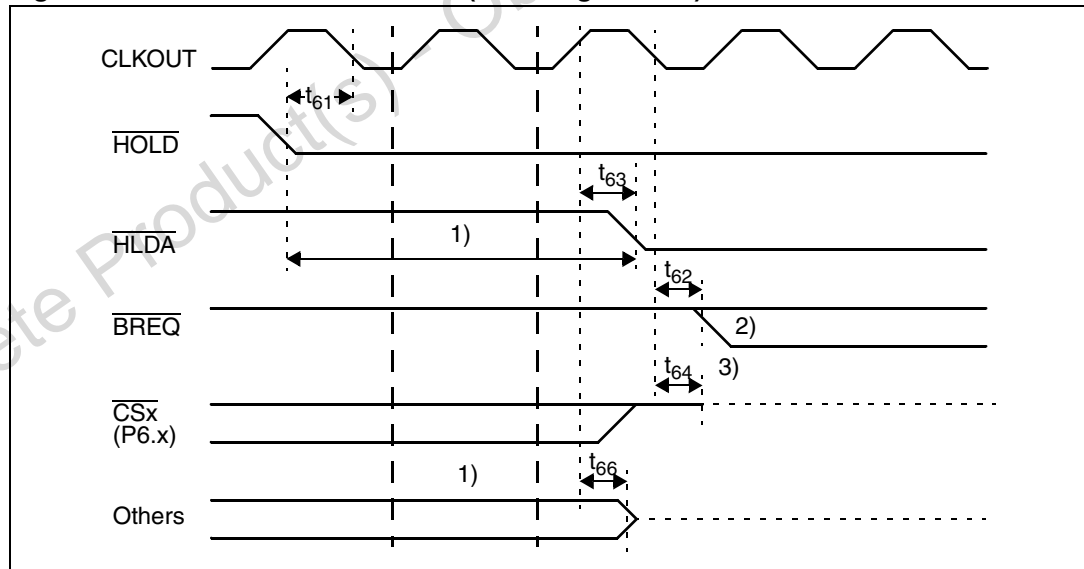 CLKOUT
t61
HOLD
t63
HLDA
1)
t62
BREQ
2)
t64
3)
CSx
(P6.x)
1)
t66
Others